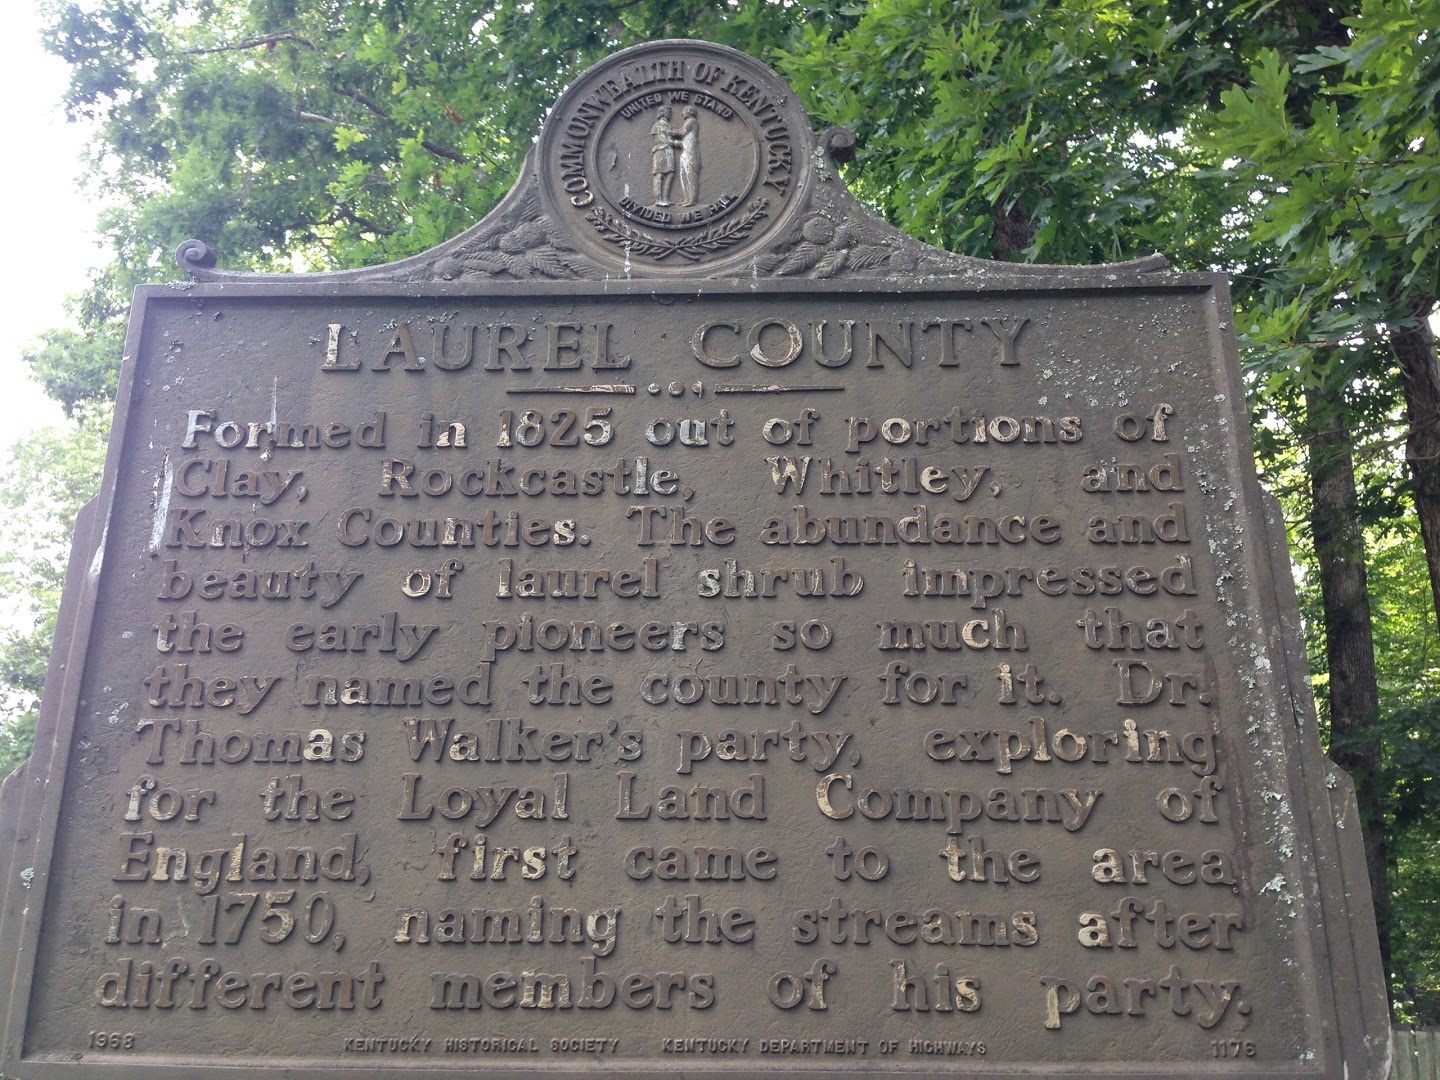 COMMONWEALTH OF KENTUCKY
UNITED WE STAND
DIVIDED WE FALL
LAUREL COUNTY
Formed in 1825 out of portions of
Clay, Rockcastle, Whitley, and
Knox Counties. The abundance and
beauty of laurel shrub impressed
the early pioneers so much that
they named the county for it. Dr.
Thomas Walker's party, exploring
for the Loyal Land Company of
England, first came to the area
in 1750, naming the streams after
different members of his party.
1968 KENTUCKY HISTORICAL SOCIETY KENTUCKY DEPARTMENT OF HIGHWAYS 1176